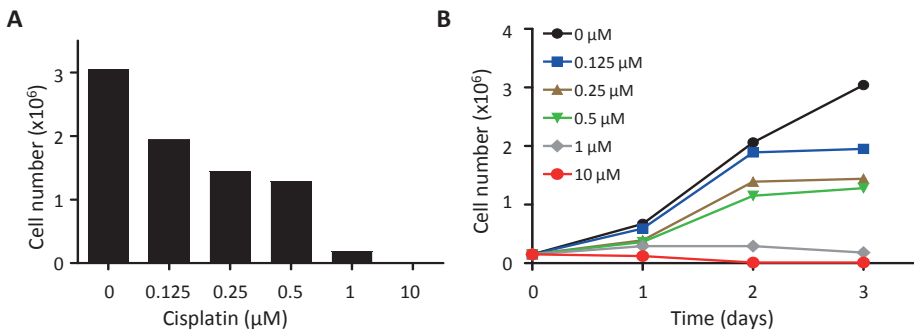 A
Cell number (x10⁶)
3
2
1
0
0 0.125 0.25 0.5 1 10
Cisplatin (μM)
B
Cell number (x10⁶)
4
3
2
1
0
0 μM
0.125 μM
0.25 μM
0.5 μM
1 μM
10 μM
0 1 2 3
Time (days)